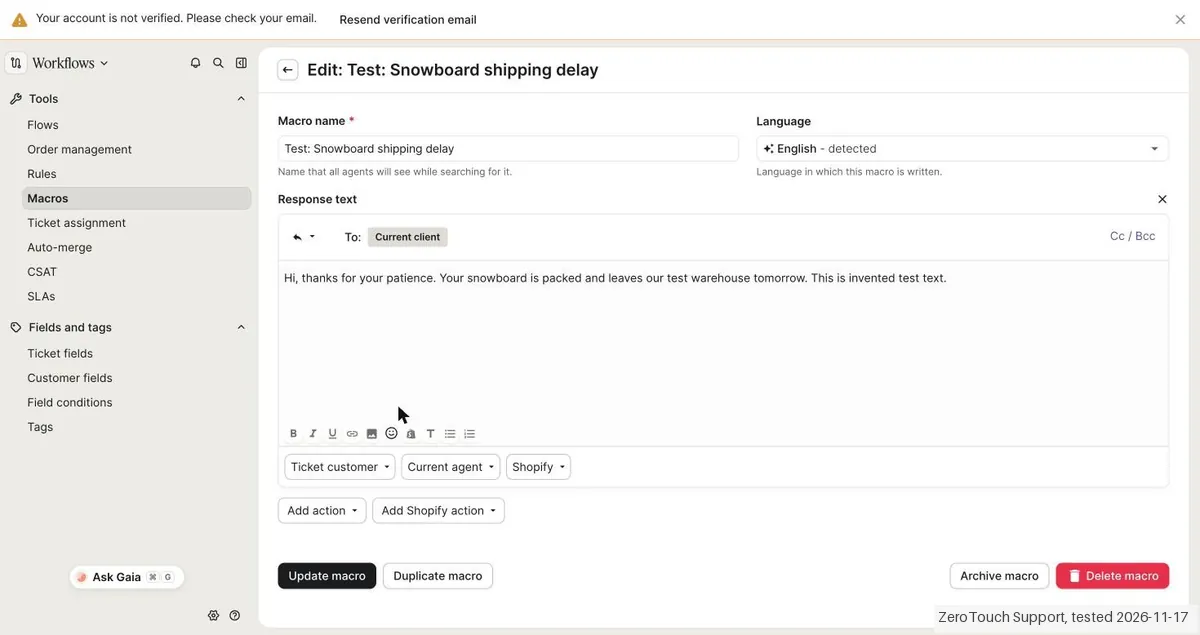 Your account is not verified. Please check your email. Resend verification email
Workflows
Tools
Flows
Order management
Rules
Macros
Ticket assignment
Auto-merge
CSAT
SLAs
Fields and tags
Ticket fields
Customer fields
Field conditions
Tags
Ask Gaia ⌘ G
Edit: Test: Snowboard shipping delay
Macro name * Language
Test: Snowboard shipping delay English - detected
Name that all agents will see while searching for it. Language in which this macro is written.
Response text
To: Current client Cc / Bcc
Hi, thanks for your patience. Your snowboard is packed and leaves our test warehouse tomorrow. This is invented test text.
B I U T
Ticket customer Current agent Shopify
Add action Add Shopify action
Update macro Duplicate macro Archive macro Delete macro
ZeroTouch Support, tested 2026-11-17